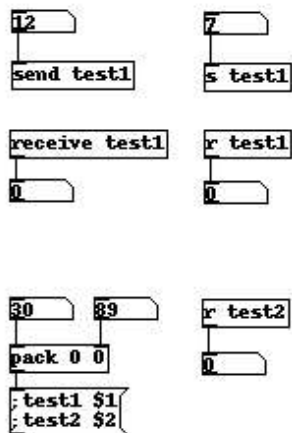 12
7
send test1
s test1
receive test1
r test1
0
0
30
89
r test2
pack 0 0
0
;test1 $1
;test2 $2